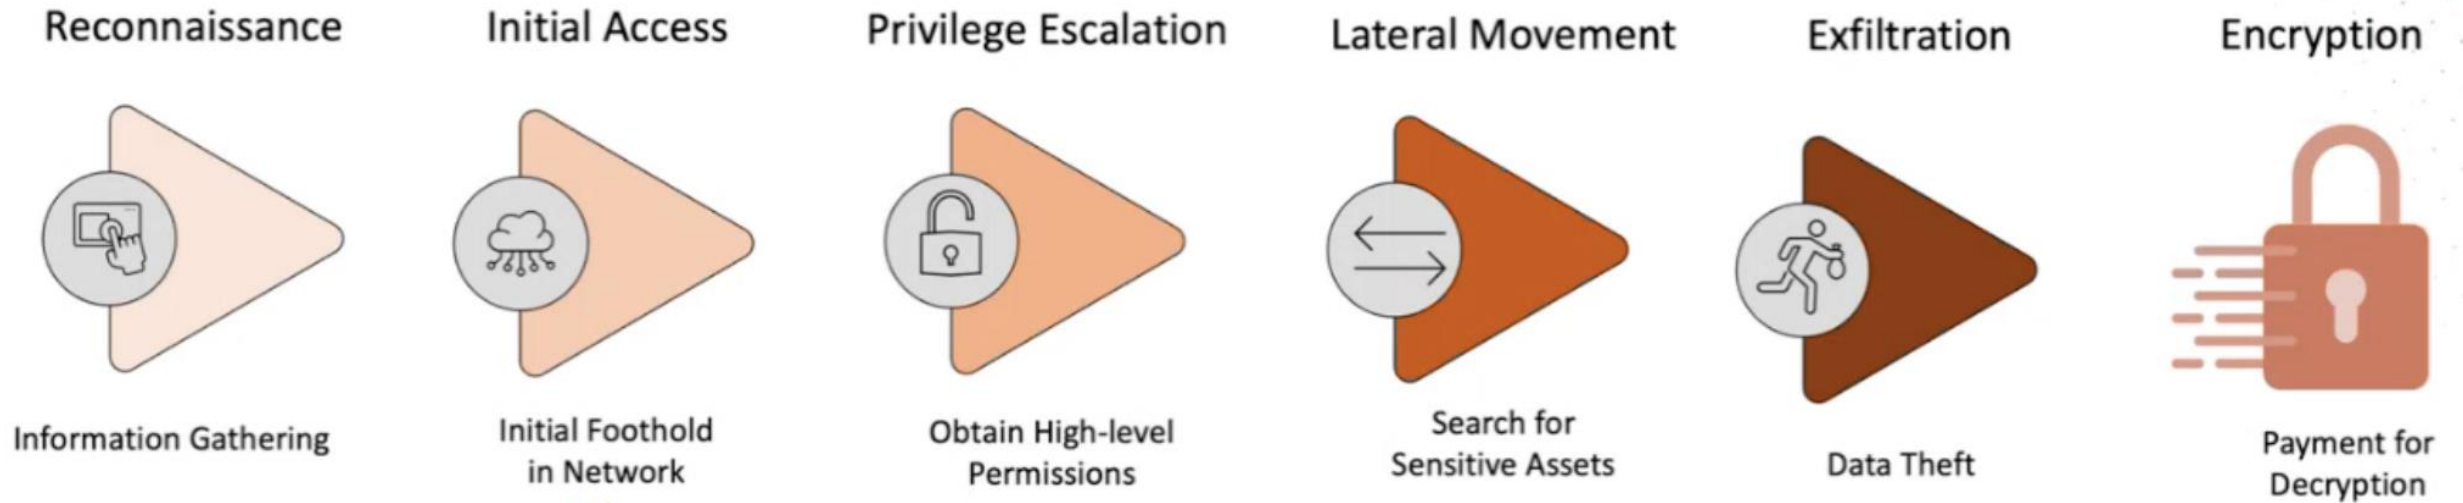 Reconnaissance
Initial Access
Privilege Escalation
Lateral Movement
Exfiltration
Encryption
Information Gathering
Initial Foothold
in Network
Obtain High-level
Permissions
Search for
Sensitive Assets
Data Theft
Payment for
Decryption